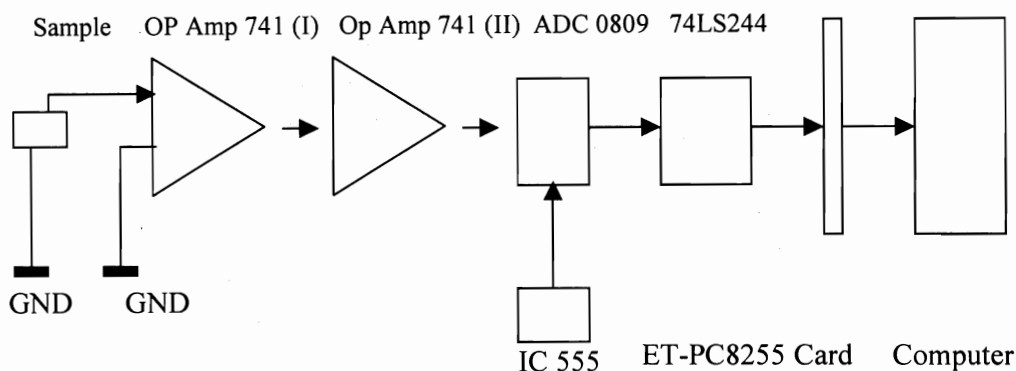 Sample OP Amp 741 (I) Op Amp 741 (II) ADC 0809 74LS244
GND GND
IC 555 ET-PC8255 Card Computer